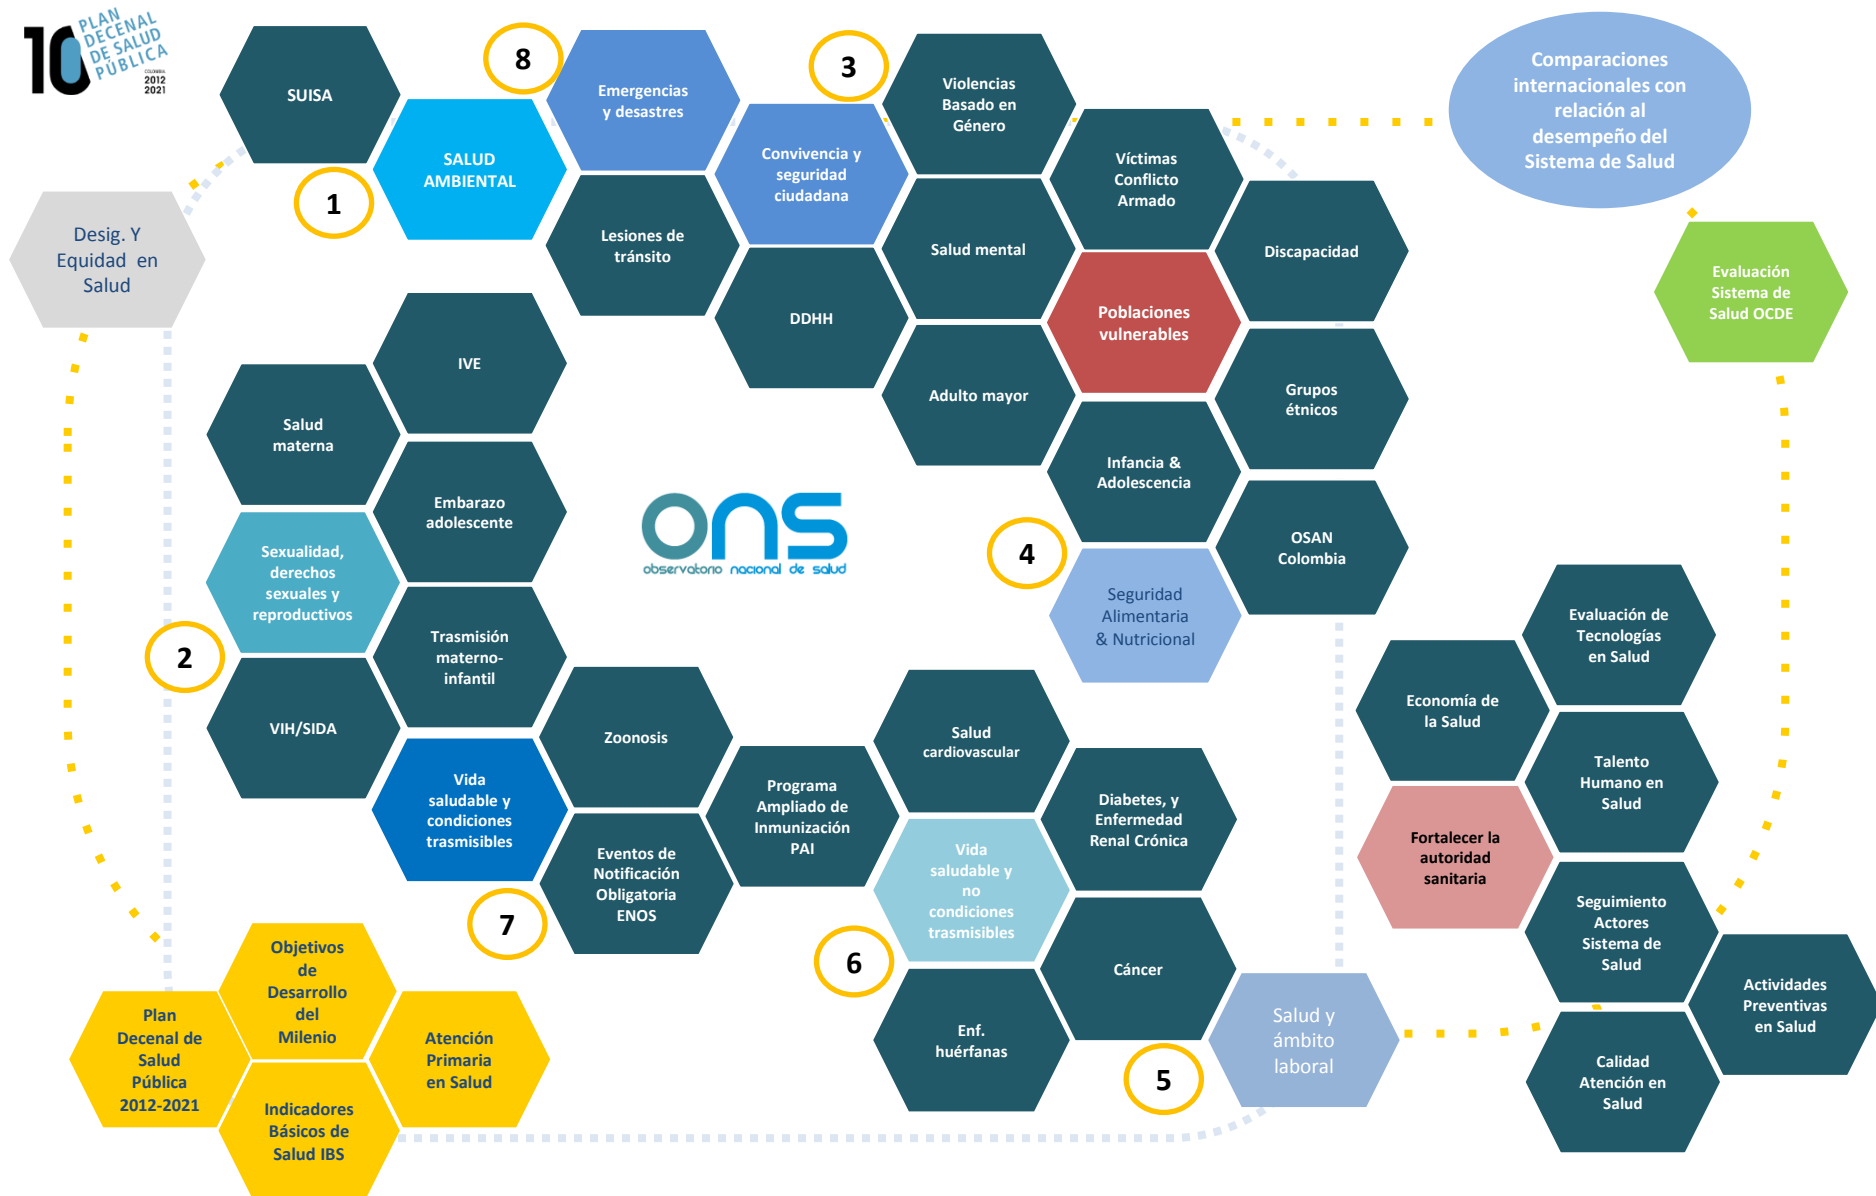 10
PLAN
DECENAL
DE SALUD
PÚBLICA
COLOMBIA
2012
2021
SUISA
8
Emergencias
y desastres
3
Violencias
Basado en
Género
Comparaciones
internacionales con
relación al
desempeño del
Sistema de Salud
1
SALUD
AMBIENTAL
Convivencia y
seguridad
ciudadana
Víctimas
Conflicto
Armado
Desig. Y
Equidad en
Salud
Lesiones de
tránsito
Salud mental
Discapacidad
Evaluación
Sistema de
Salud OCDE
DDHH
Poblaciones
vulnerables
IVE
Adulto mayor
Grupos
étnicos
Salud
materna
Infancia &
Adolescencia
Embarazo
adolescente
ons
observatorio nacional de salud
4
OSAN
Colombia
Sexualidad,
derechos
sexuales y
reproductivos
Seguridad
Alimentaria
& Nutricional
2
Trasmisión
materno-
infantil
Evaluación de
Tecnologías
en Salud
Economía de
la Salud
VIH/SIDA
Zoonosis
Salud
cardiovascular
Talento
Humano en
Salud
Vida
saludable y
condiciones
trasmisibles
Programa
Ampliado de
Inmunización
PAI
Diabetes, y
Enfermedad
Renal Crónica
Fortalecer la
autoridad
sanitaria
Eventos de
Notificación
Obligatoria
ENOS
Vida
saludable y
no
condiciones
trasmisibles
Seguimiento
Actores
Sistema de
Salud
7
6
Cáncer
Objetivos
de
Desarrollo
del
Milenio
Actividades
Preventivas
en Salud
Plan
Decenal de
Salud
Pública
2012-2021
Atención
Primaria
en Salud
Enf.
huérfanas
5
Salud y
ámbito
laboral
Calidad
Atención en
Salud
Indicadores
Básicos de
Salud IBS